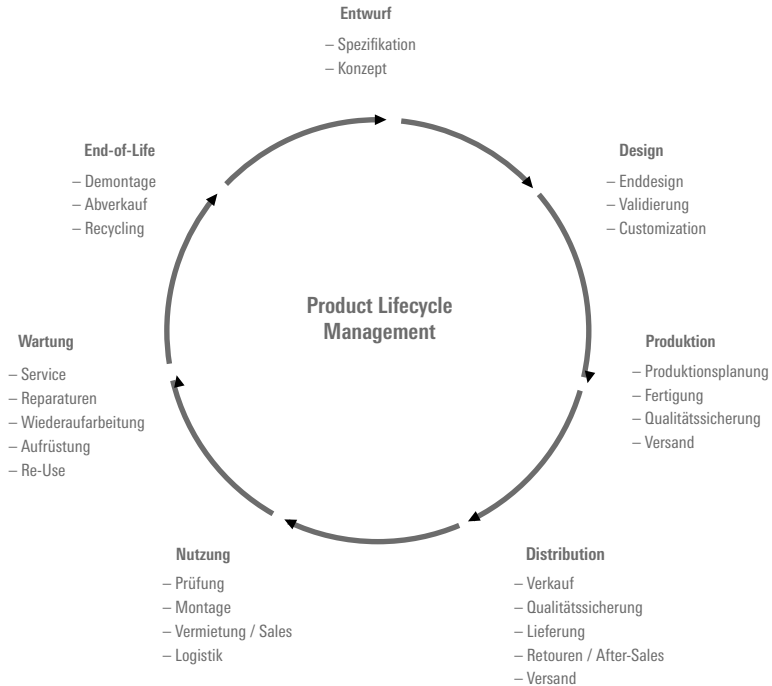 Entwurf
– Spezifikation
– Konzept
Design
– Enddesign
– Validierung
– Customization
Produktion
– Produktionsplanung
– Fertigung
– Qualitätssicherung
– Versand
Distribution
– Verkauf
– Qualitätssicherung
– Lieferung
– Retouren / After-Sales
– Versand
Nutzung
– Prüfung
– Montage
– Vermietung / Sales
– Logistik
Wartung
– Service
– Reparaturen
– Wiederaufarbeitung
– Aufrüstung
– Re-Use
End-of-Life
– Demontage
– Abverkauf
– Recycling
Product Lifecycle
Management